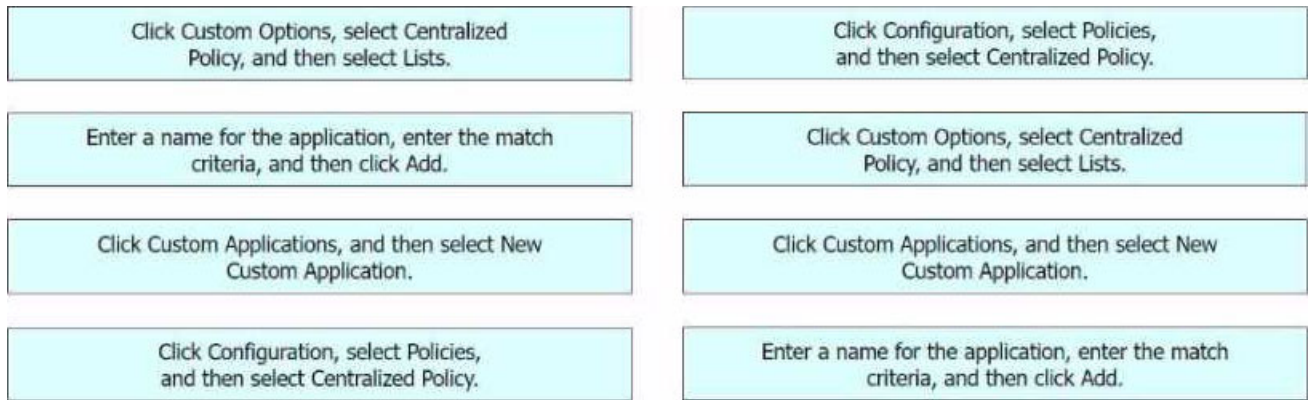 Click Custom Options, select Centralized
Policy, and then select Lists.
Enter a name for the application, enter the match
criteria, and then click Add.
Click Custom Applications, and then select New
Custom Application.
Click Configuration, select Policies,
and then select Centralized Policy.
Click Configuration, select Policies,
and then select Centralized Policy.
Click Custom Options, select Centralized
Policy, and then select Lists.
Click Custom Applications, and then select New
Custom Application.
Enter a name for the application, enter the match
criteria, and then click Add.